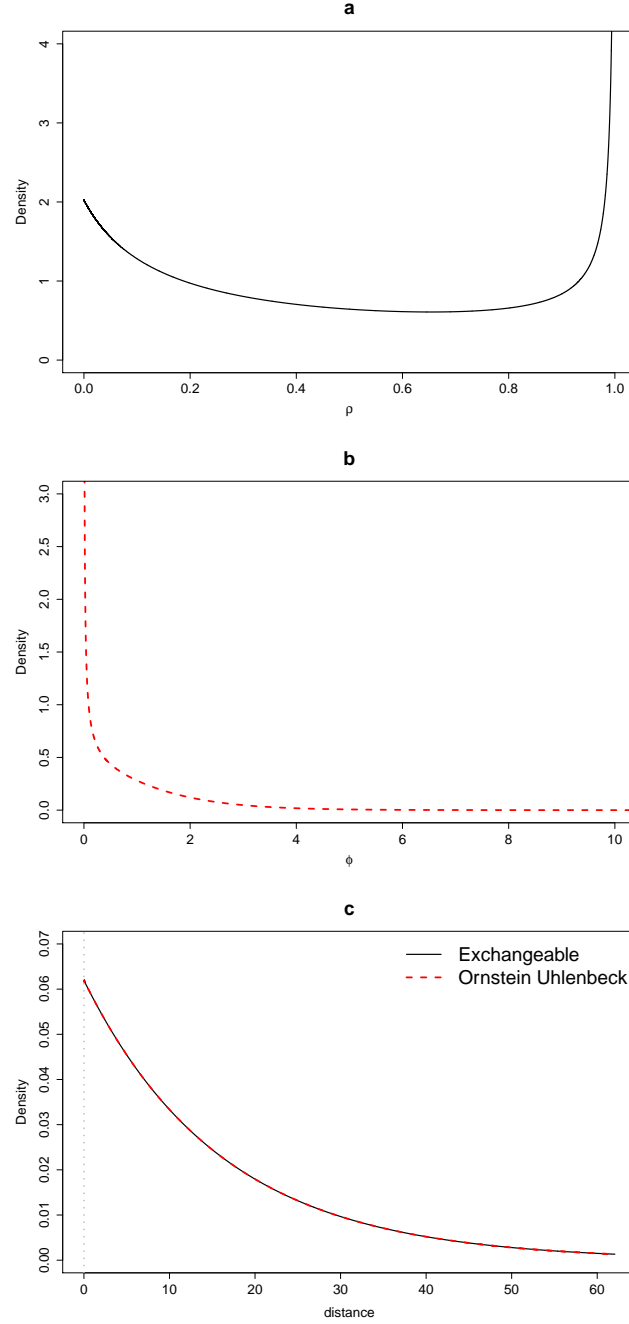 a
4
3
2
1
0
Density
0.0 0.2 0.4 0.6 0.8 1.0
ρ
b
3.0
2.5
2.0
1.5
1.0
0.5
0.0
Density
0 2 4 6 8 10
ϕ
c
0.07
0.06
0.05
0.04
0.03
0.02
0.01
0.00
Density
Exchangeable
Ornstein Uhlenbeck
0 10 20 30 40 50 60
distance